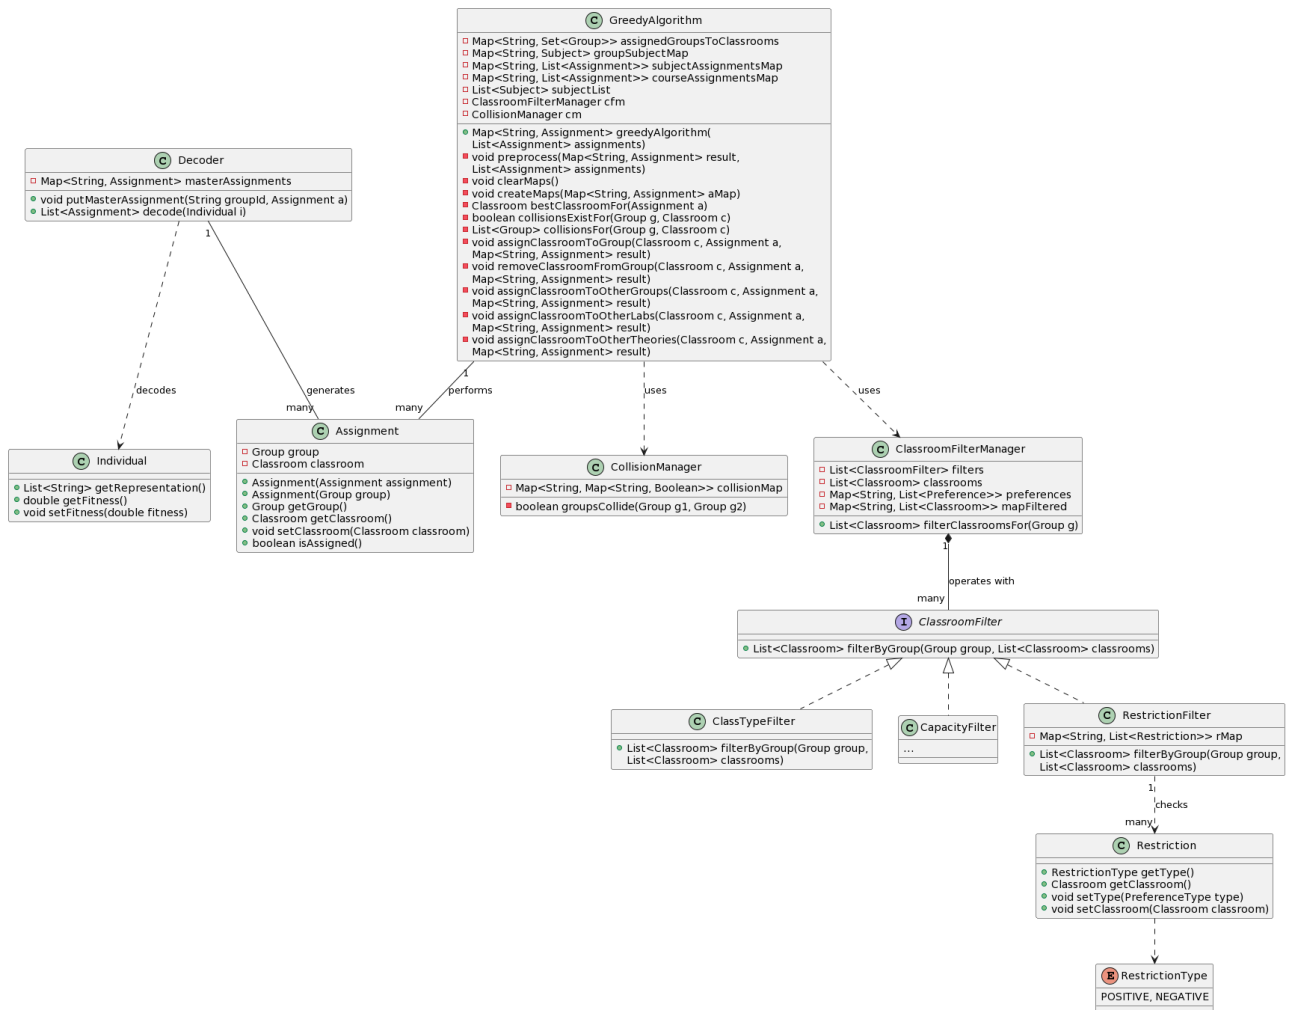 C GreedyAlgorithm
Map<String, Set<Group>> assignedGroupsToClassrooms
Map<String, Subject> groupSubjectMap
Map<String, List<Assignment>> subjectAssignmentsMap
Map<String, List<Assignment>> courseAssignmentsMap
List<Subject> subjectList
ClassroomFilterManager cfm
CollisionManager cm
Map<String, Assignment> greedyAlgorithm(
List<Assignment> assignments)
void preprocess(Map<String, Assignment> result,
List<Assignment> assignments)
void clearMaps()
void createMaps(Map<String, Assignment> aMap)
Classroom bestClassroomFor(Assignment a)
boolean collisionsExistFor(Group g, Classroom c)
List<Group> collisionsFor(Group g, Classroom c)
void assignClassroomToGroup(Classroom c, Assignment a,
Map<String, Assignment> result)
void removeClassroomFromGroup(Classroom c, Assignment a,
Map<String, Assignment> result)
void assignClassroomToOtherGroups(Classroom c, Assignment a,
Map<String, Assignment> result)
void assignClassroomToOtherLabs(Classroom c, Assignment a,
Map<String, Assignment> result)
void assignClassroomToOtherTheories(Classroom c, Assignment a,
Map<String, Assignment> result)
C Decoder
Map<String, Assignment> masterAssignments
void putMasterAssignment(String groupId, Assignment a)
List<Assignment> decode(Individual i)
1
1
decodes
generates
many
performs
many
uses
uses
C Individual
List<String> getRepresentation()
double getFitness()
void setFitness(double fitness)
C Assignment
Group group
Classroom classroom
Assignment(Assignment assignment)
Assignment(Group group)
Group getGroup()
Classroom getClassroom()
void setClassroom(Classroom classroom)
boolean isAssigned()
C CollisionManager
Map<String, Map<String, Boolean>> collisionMap
boolean groupsCollide(Group g1, Group g2)
C ClassroomFilterManager
List<ClassroomFilter> filters
List<Classroom> classrooms
Map<String, List<Preference>> preferences
Map<String, List<Classroom>> mapFiltered
List<Classroom> filterClassroomsFor(Group g)
1
operates with
many
I ClassroomFilter
List<Classroom> filterByGroup(Group group, List<Classroom> classrooms)
C ClassTypeFilter
List<Classroom> filterByGroup(Group group,
List<Classroom> classrooms)
C CapacityFilter
...
C RestrictionFilter
Map<String, List<Restriction>> rMap
List<Classroom> filterByGroup(Group group,
List<Classroom> classrooms)
1
checks
many
C Restriction
RestrictionType getType()
Classroom getClassroom()
void setType(PreferenceType type)
void setClassroom(Classroom classroom)
E RestrictionType
POSITIVE, NEGATIVE